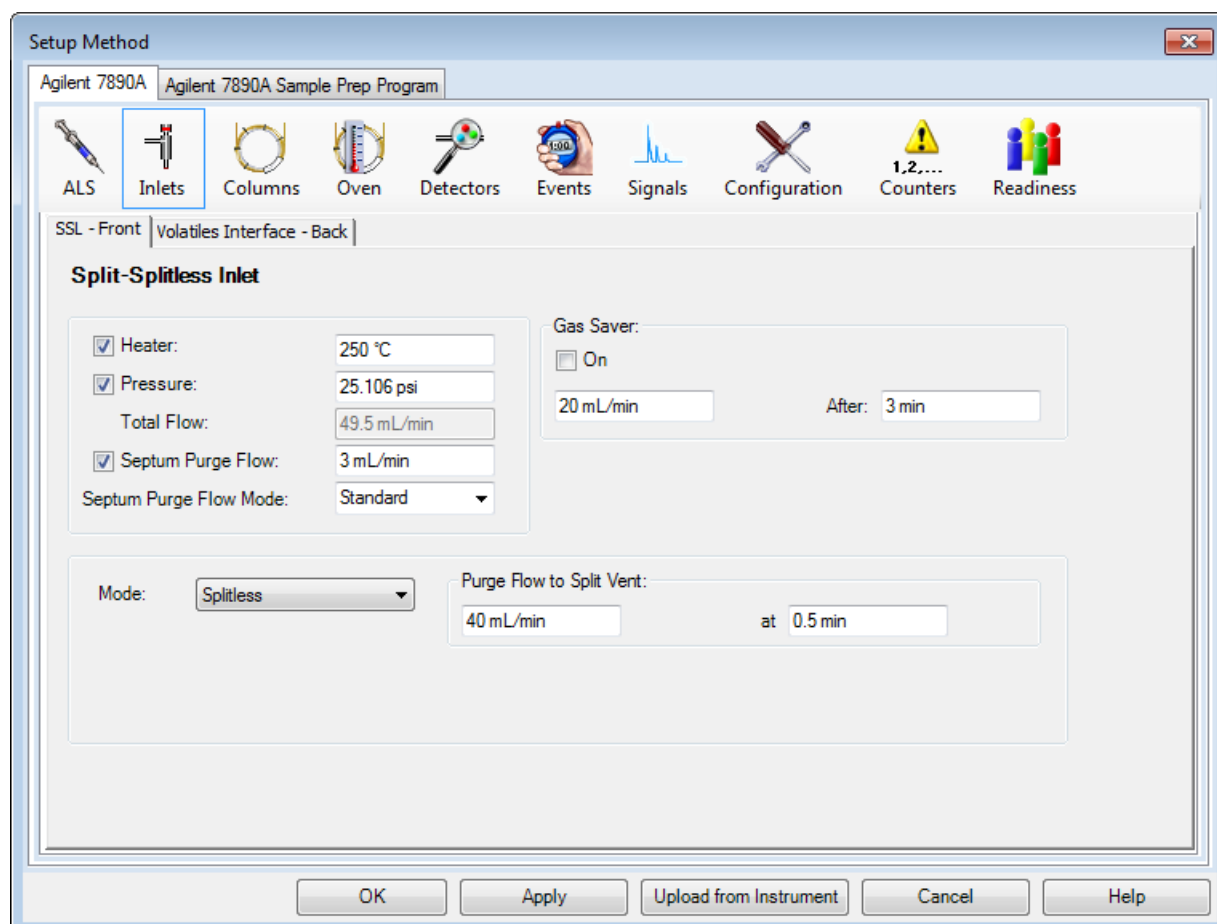 Setup Method
Agilent 7890A Agilent 7890A Sample Prep Program
1:00
1,2,...
ALS Inlets Columns Oven Detectors Events Signals Configuration Counters Readiness
SSL - Front Volatiles Interface - Back
Split-Splitless Inlet
Gas Saver:
Heater: 250 °C
On
Pressure: 25.106 psi
20 mL/min After: 3 min
Total Flow: 49.5 mL/min
Septum Purge Flow: 3 mL/min
Septum Purge Flow Mode: Standard
Purge Flow to Split Vent:
Mode: Splitless
40 mL/min at 0.5 min
OK Apply Upload from Instrument Cancel Help